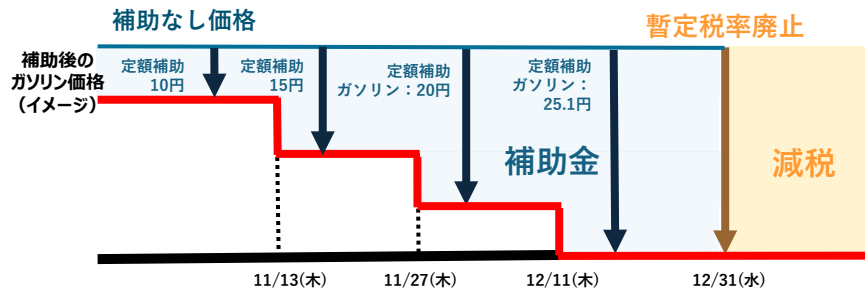 補助なし価格
暫定税率廃止
補助後の
ガソリン価格
（イメージ）
定額補助
10円
定額補助
15円
定額補助
ガソリン：20円
定額補助
ガソリン：
25.1円
補助金
減税
11/13(木)
11/27(木)
12/11(木)
12/31(水)